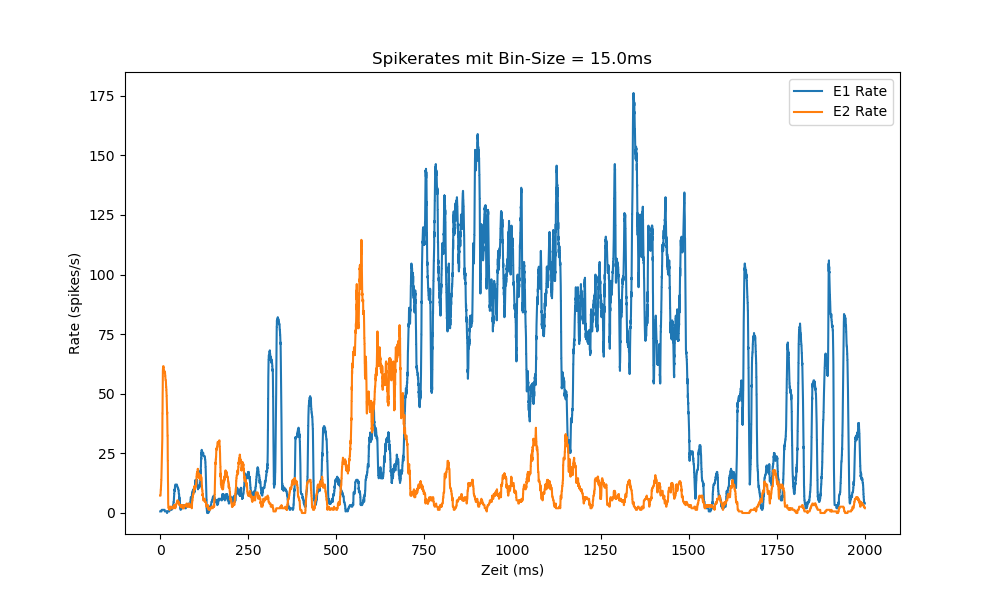 Spikerates mit Bin-Size = 15.0ms
E1 Rate
E2 Rate
175
150
125
100
75
50
25
0
Rate (spikes/s)
0 250 500 750 1000 1250 1500 1750 2000
Zeit (ms)